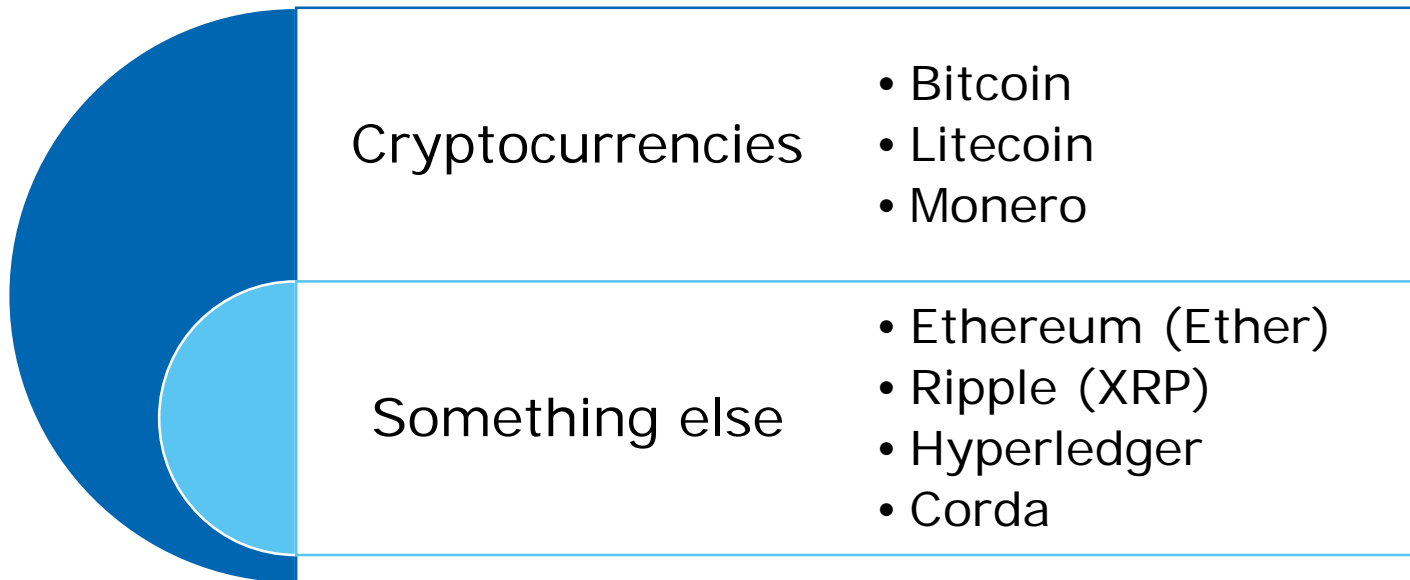 Cryptocurrencies
• Bitcoin
• Litecoin
• Monero
Something else
• Ethereum (Ether)
• Ripple (XRP)
• Hyperledger
• Corda